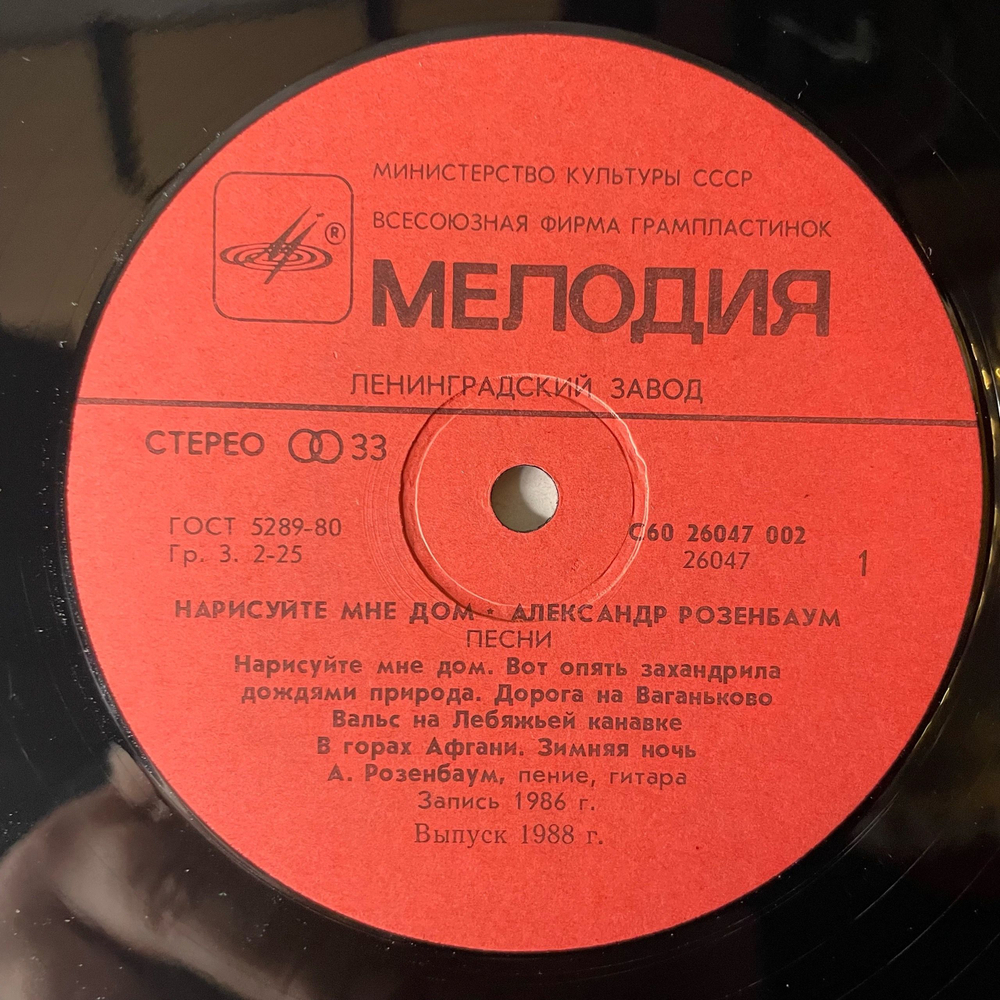 МИНИСТЕРСТВО КУЛЬТУРЫ СССР
ВСЕСОЮЗНАЯ ФИРМА ГРАМПЛАСТИНОК
®
МЕЛОДИЯ
ЛЕНИНГРАДСКИЙ ЗАВОД
СТЕРЕО 33
ГОСТ 5289-80
Гр. 3. 2-25
С60 26047 002
26047
1
НАРИСУЙТЕ МНЕ ДОМ • АЛЕКСАНДР РОЗЕНБАУМ
ПЕСНИ
Нарисуйте мне дом. Вот опять захандрила
дождями природа. Дорога на Ваганьково
Вальс на Лебяжьей канавке
В горах Афгани. Зимняя ночь
А. Розенбаум, пение, гитара
Запись 1986 г.
Выпуск 1988 г.